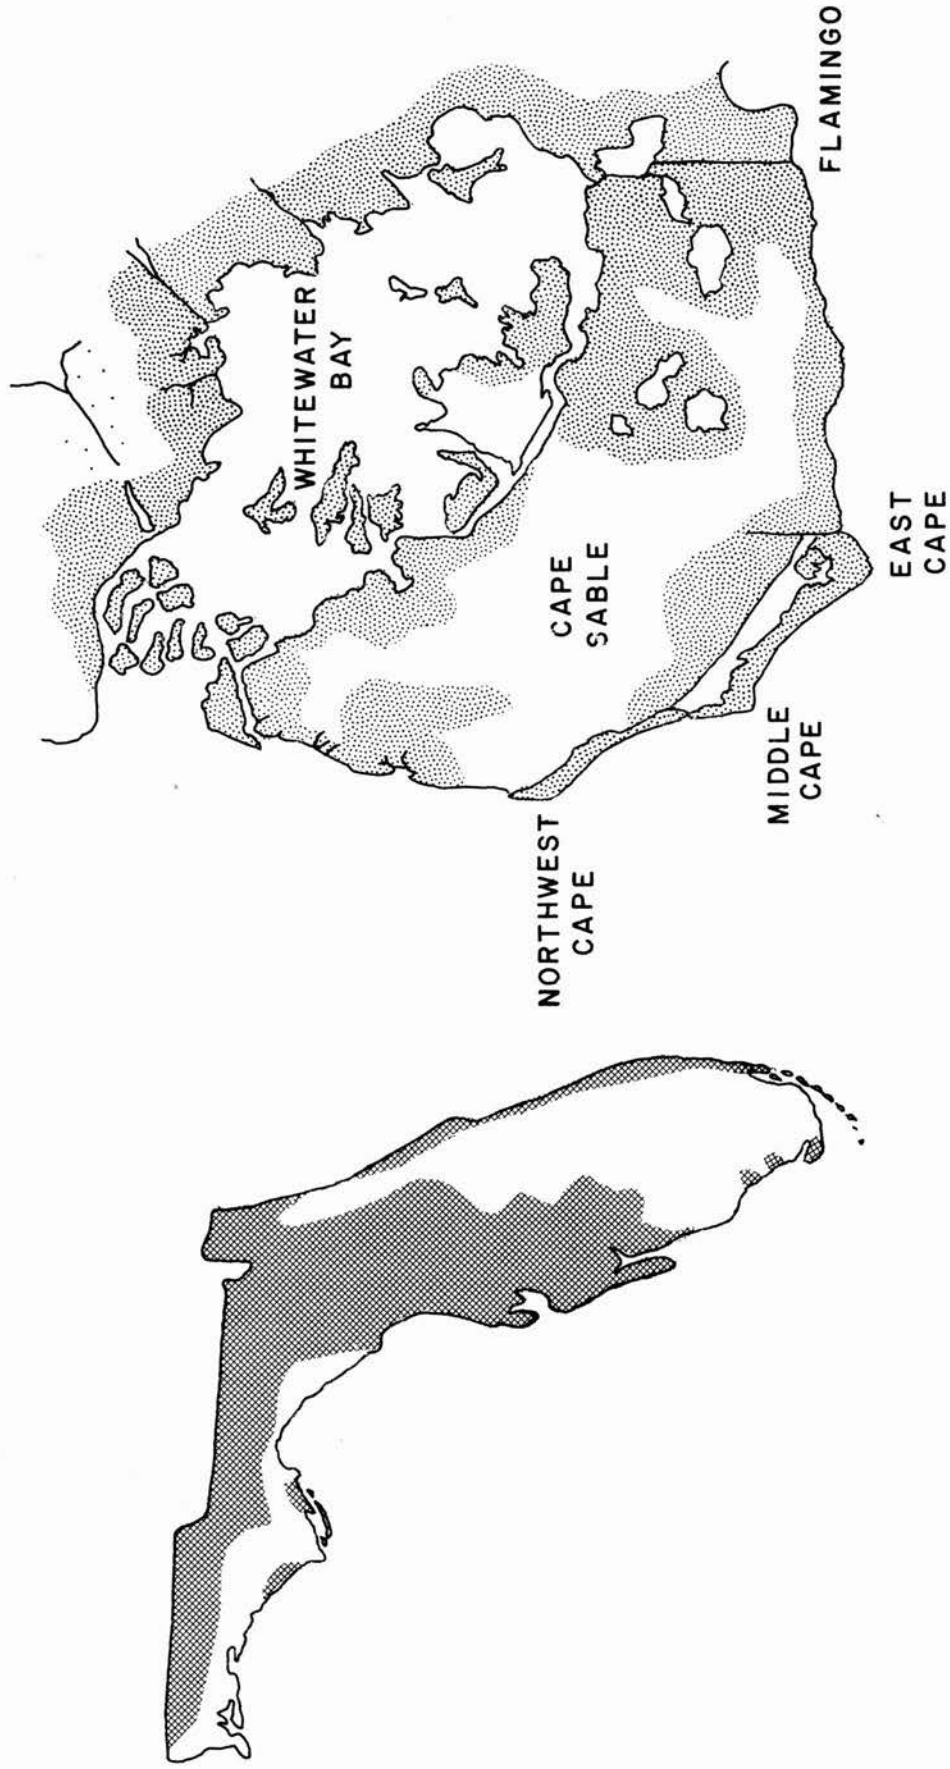 WHITEWATER
BAY
CAPE
SABLE
NORTHWEST
CAPE
MIDDLE
CAPE
EAST
CAPE
FLAMINGO